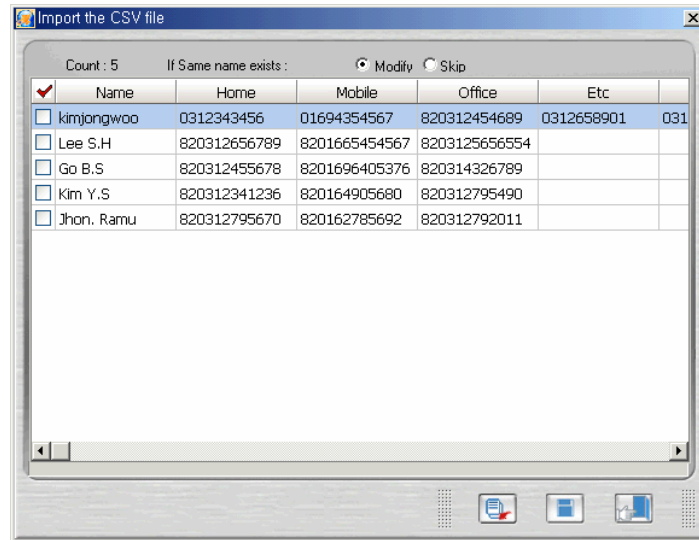 Import the CSV file
Count : 5 If Same name exists : Modify Skip
Name Home Mobile Office Etc
kimjongwoo 0312343456 01694354567 820312454689 0312658901 031
Lee S.H 820312656789 8201665454567 8203125656554
Go B.S 820312455678 8201696405376 820314326789
Kim Y.S 820312341236 820164905680 820312795490
Jhon. Ramu 820312795670 820162785692 820312792011